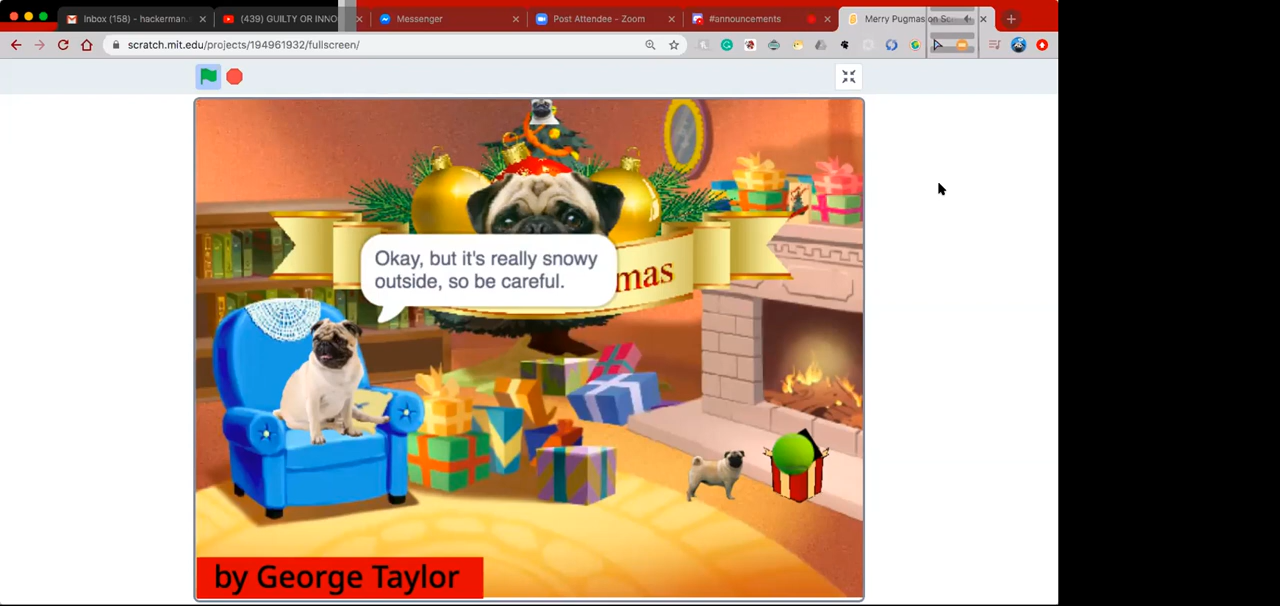 Inbox (158) - hackerman.
(439) GUILTY OR INNO
Messenger
Post Attendee - Zoom
#announcements
Merry Pugmas on Sc
scratch.mit.edu/projects/194961932/fullscreen/
Okay, but it's really snowy
outside, so be careful.
mas
by George Taylor